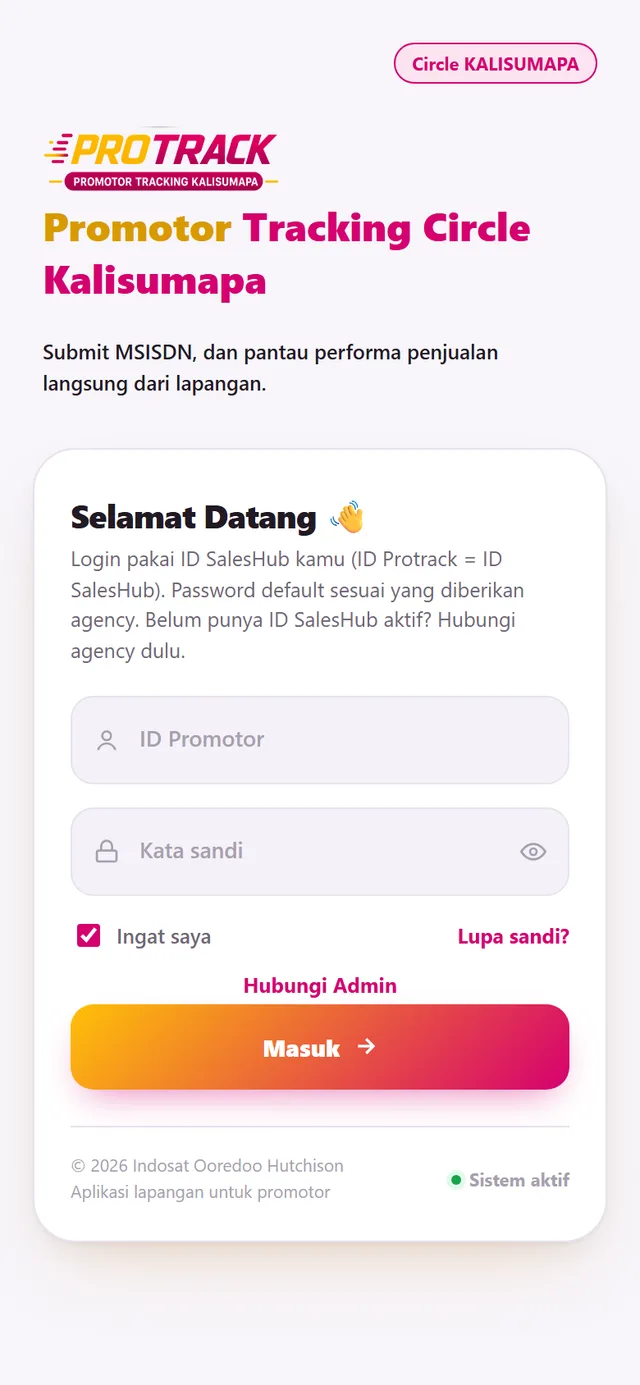 Circle KALISUMAPA
PROTRACK
PROMOTOR TRACKING KALISUMAPA
Promotor Tracking Circle
Kalisumapa
Submit MSISDN, dan pantau performa penjualan
langsung dari lapangan.
Selamat Datang 👋
Login pakai ID SalesHub kamu (ID Protrack = ID
SalesHub). Password default sesuai yang diberikan
agency. Belum punya ID SalesHub aktif? Hubungi
agency dulu.
ID Promotor
Kata sandi
Ingat saya
Lupa sandi?
Hubungi Admin
Masuk →
© 2026 Indosat Ooredoo Hutchison
Aplikasi lapangan untuk promotor
Sistem aktif